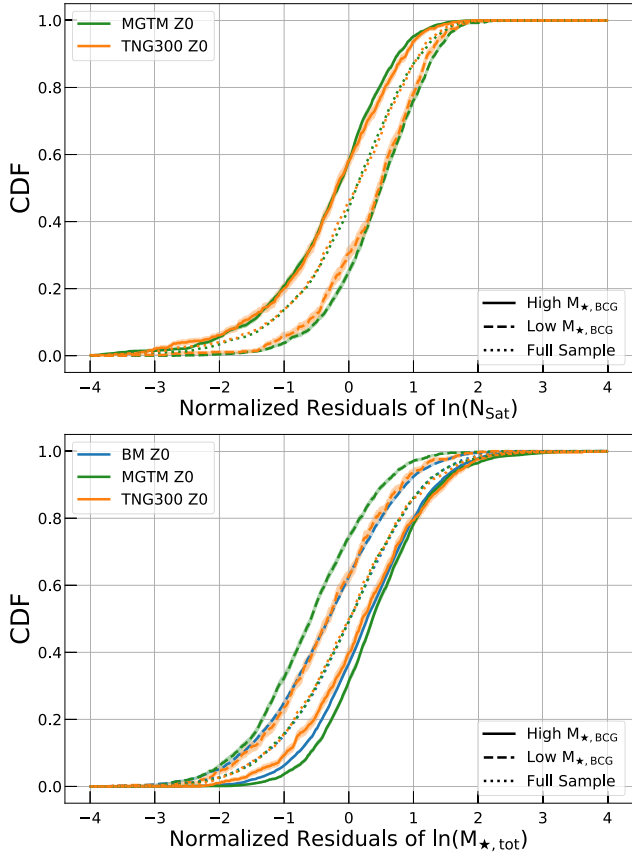 MGTM Z0
TNG300 Z0
1.0
0.8
0.6
0.4
0.2
0.0
CDF
High M★,BCG
Low M★,BCG
Full Sample
−4 −3 −2 −1 0 1 2 3 4
Normalized Residuals of ln(NSat)
BM Z0
MGTM Z0
TNG300 Z0
1.0
0.8
0.6
0.4
0.2
0.0
CDF
High M★,BCG
Low M★,BCG
Full Sample
−4 −3 −2 −1 0 1 2 3 4
Normalized Residuals of ln(M★,tot)